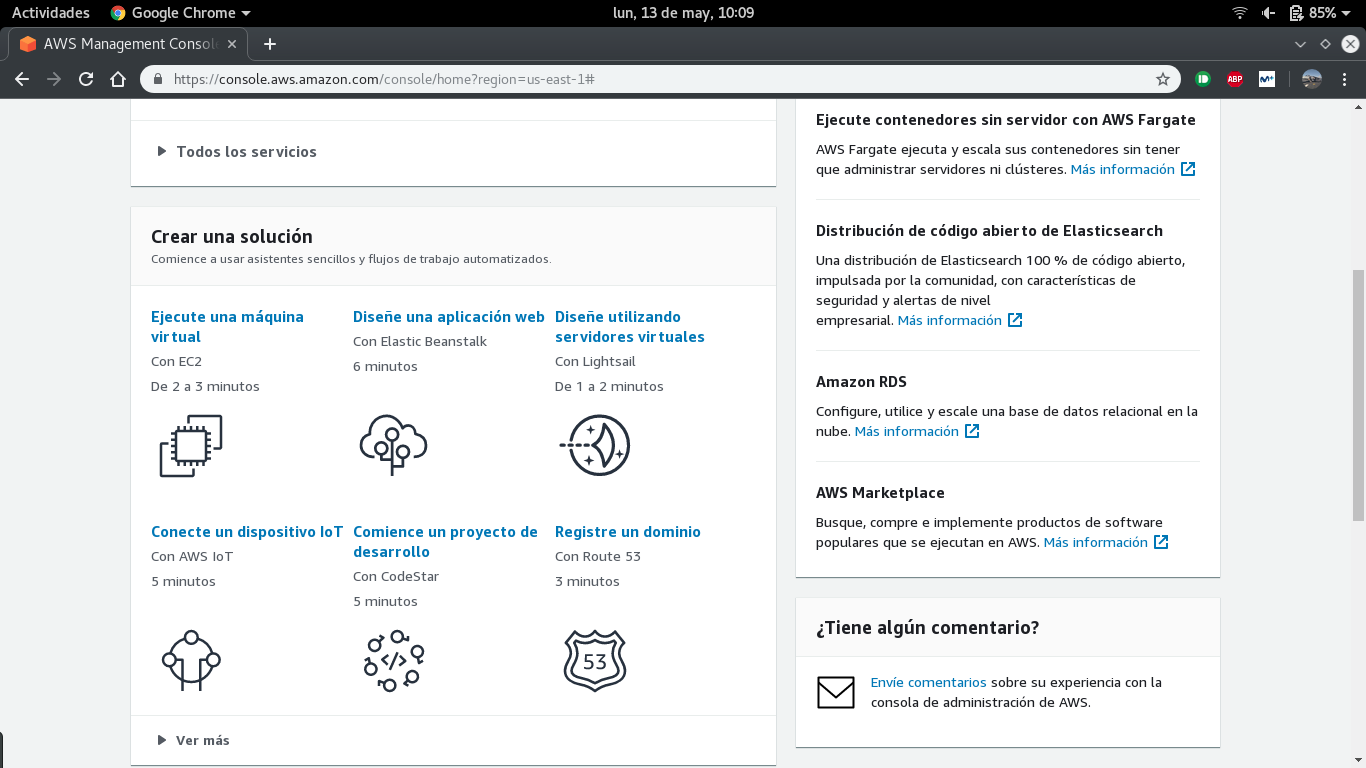 Actividades
Google Chrome
lun, 13 de may, 10:09
85%
AWS Management Consol
https://console.aws.amazon.com/console/home?region=us-east-1#
ABP
M+
Todos los servicios
Crear una solución
Comience a usar asistentes sencillos y flujos de trabajo automatizados.
Ejecute una máquina
virtual
Con EC2
De 2 a 3 minutos
Diseñe una aplicación web
Con Elastic Beanstalk
6 minutos
Diseñe utilizando
servidores virtuales
Con Lightsail
De 1 a 2 minutos
Conecte un dispositivo IoT
Con AWS IoT
5 minutos
Comience un proyecto de
desarrollo
Con CodeStar
5 minutos
Registre un dominio
Con Route 53
3 minutos
</>
53
Ver más
Ejecute contenedores sin servidor con AWS Fargate
AWS Fargate ejecuta y escala sus contenedores sin tener
que administrar servidores ni clústeres. Más información
Distribución de código abierto de Elasticsearch
Una distribución de Elasticsearch 100 % de código abierto,
impulsada por la comunidad, con características de
seguridad y alertas de nivel
empresarial. Más información
Amazon RDS
Configure, utilice y escale una base de datos relacional en la
nube. Más información
AWS Marketplace
Busque, compre e implemente productos de software
populares que se ejecutan en AWS. Más información
¿Tiene algún comentario?
Envíe comentarios sobre su experiencia con la
consola de administración de AWS.